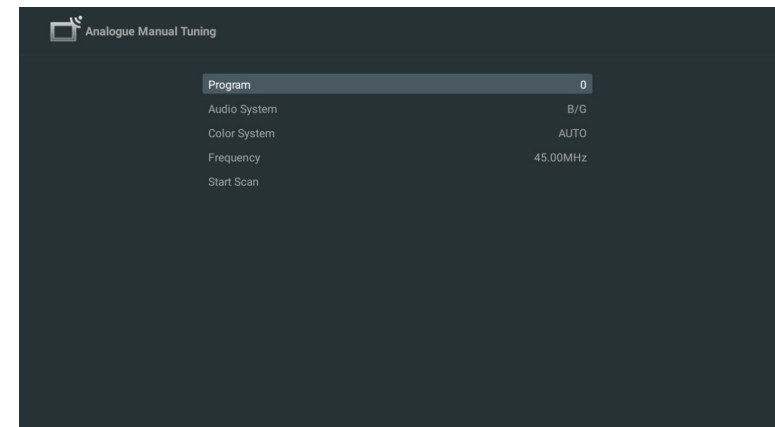 Analogue Manual Tuning
Program 0
Audio System B/G
Color System AUTO
Frequency 45.00MHz
Start Scan